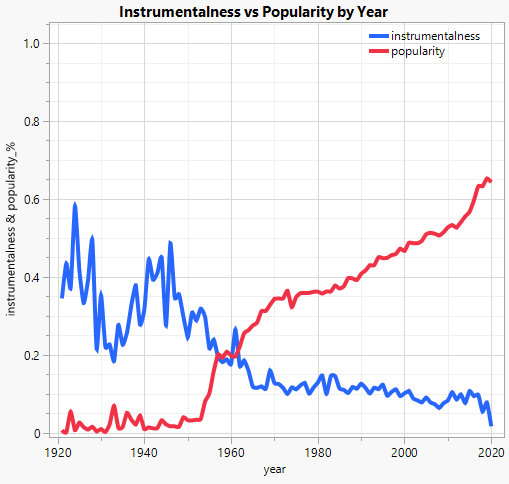 Instrumentalness vs Popularity by Year
instrumentalness
popularity
instrumentalness & popularity_%
1.0
0.8
0.6
0.4
0.2
0
1920
1940
1960
1980
2000
2020
year